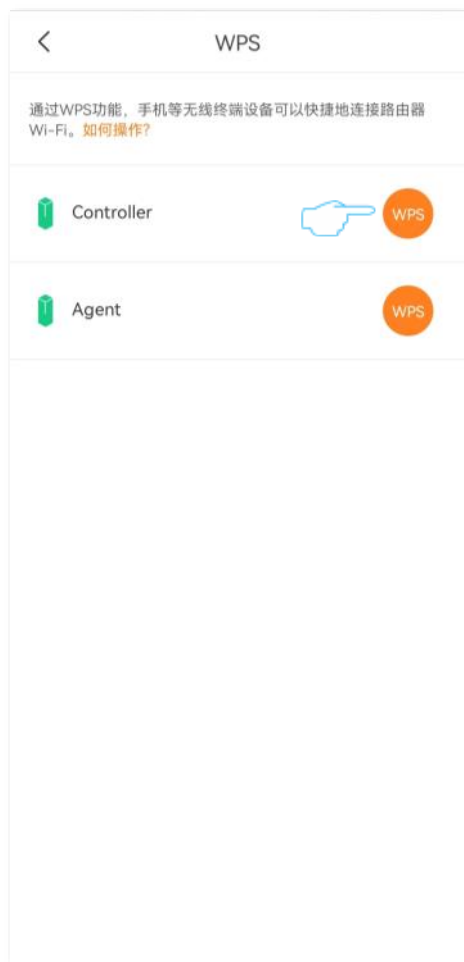 WPS
通过WPS功能，手机等无线终端设备可以快捷地连接路由器
Wi-Fi。如何操作?
Controller
WPS
Agent
WPS